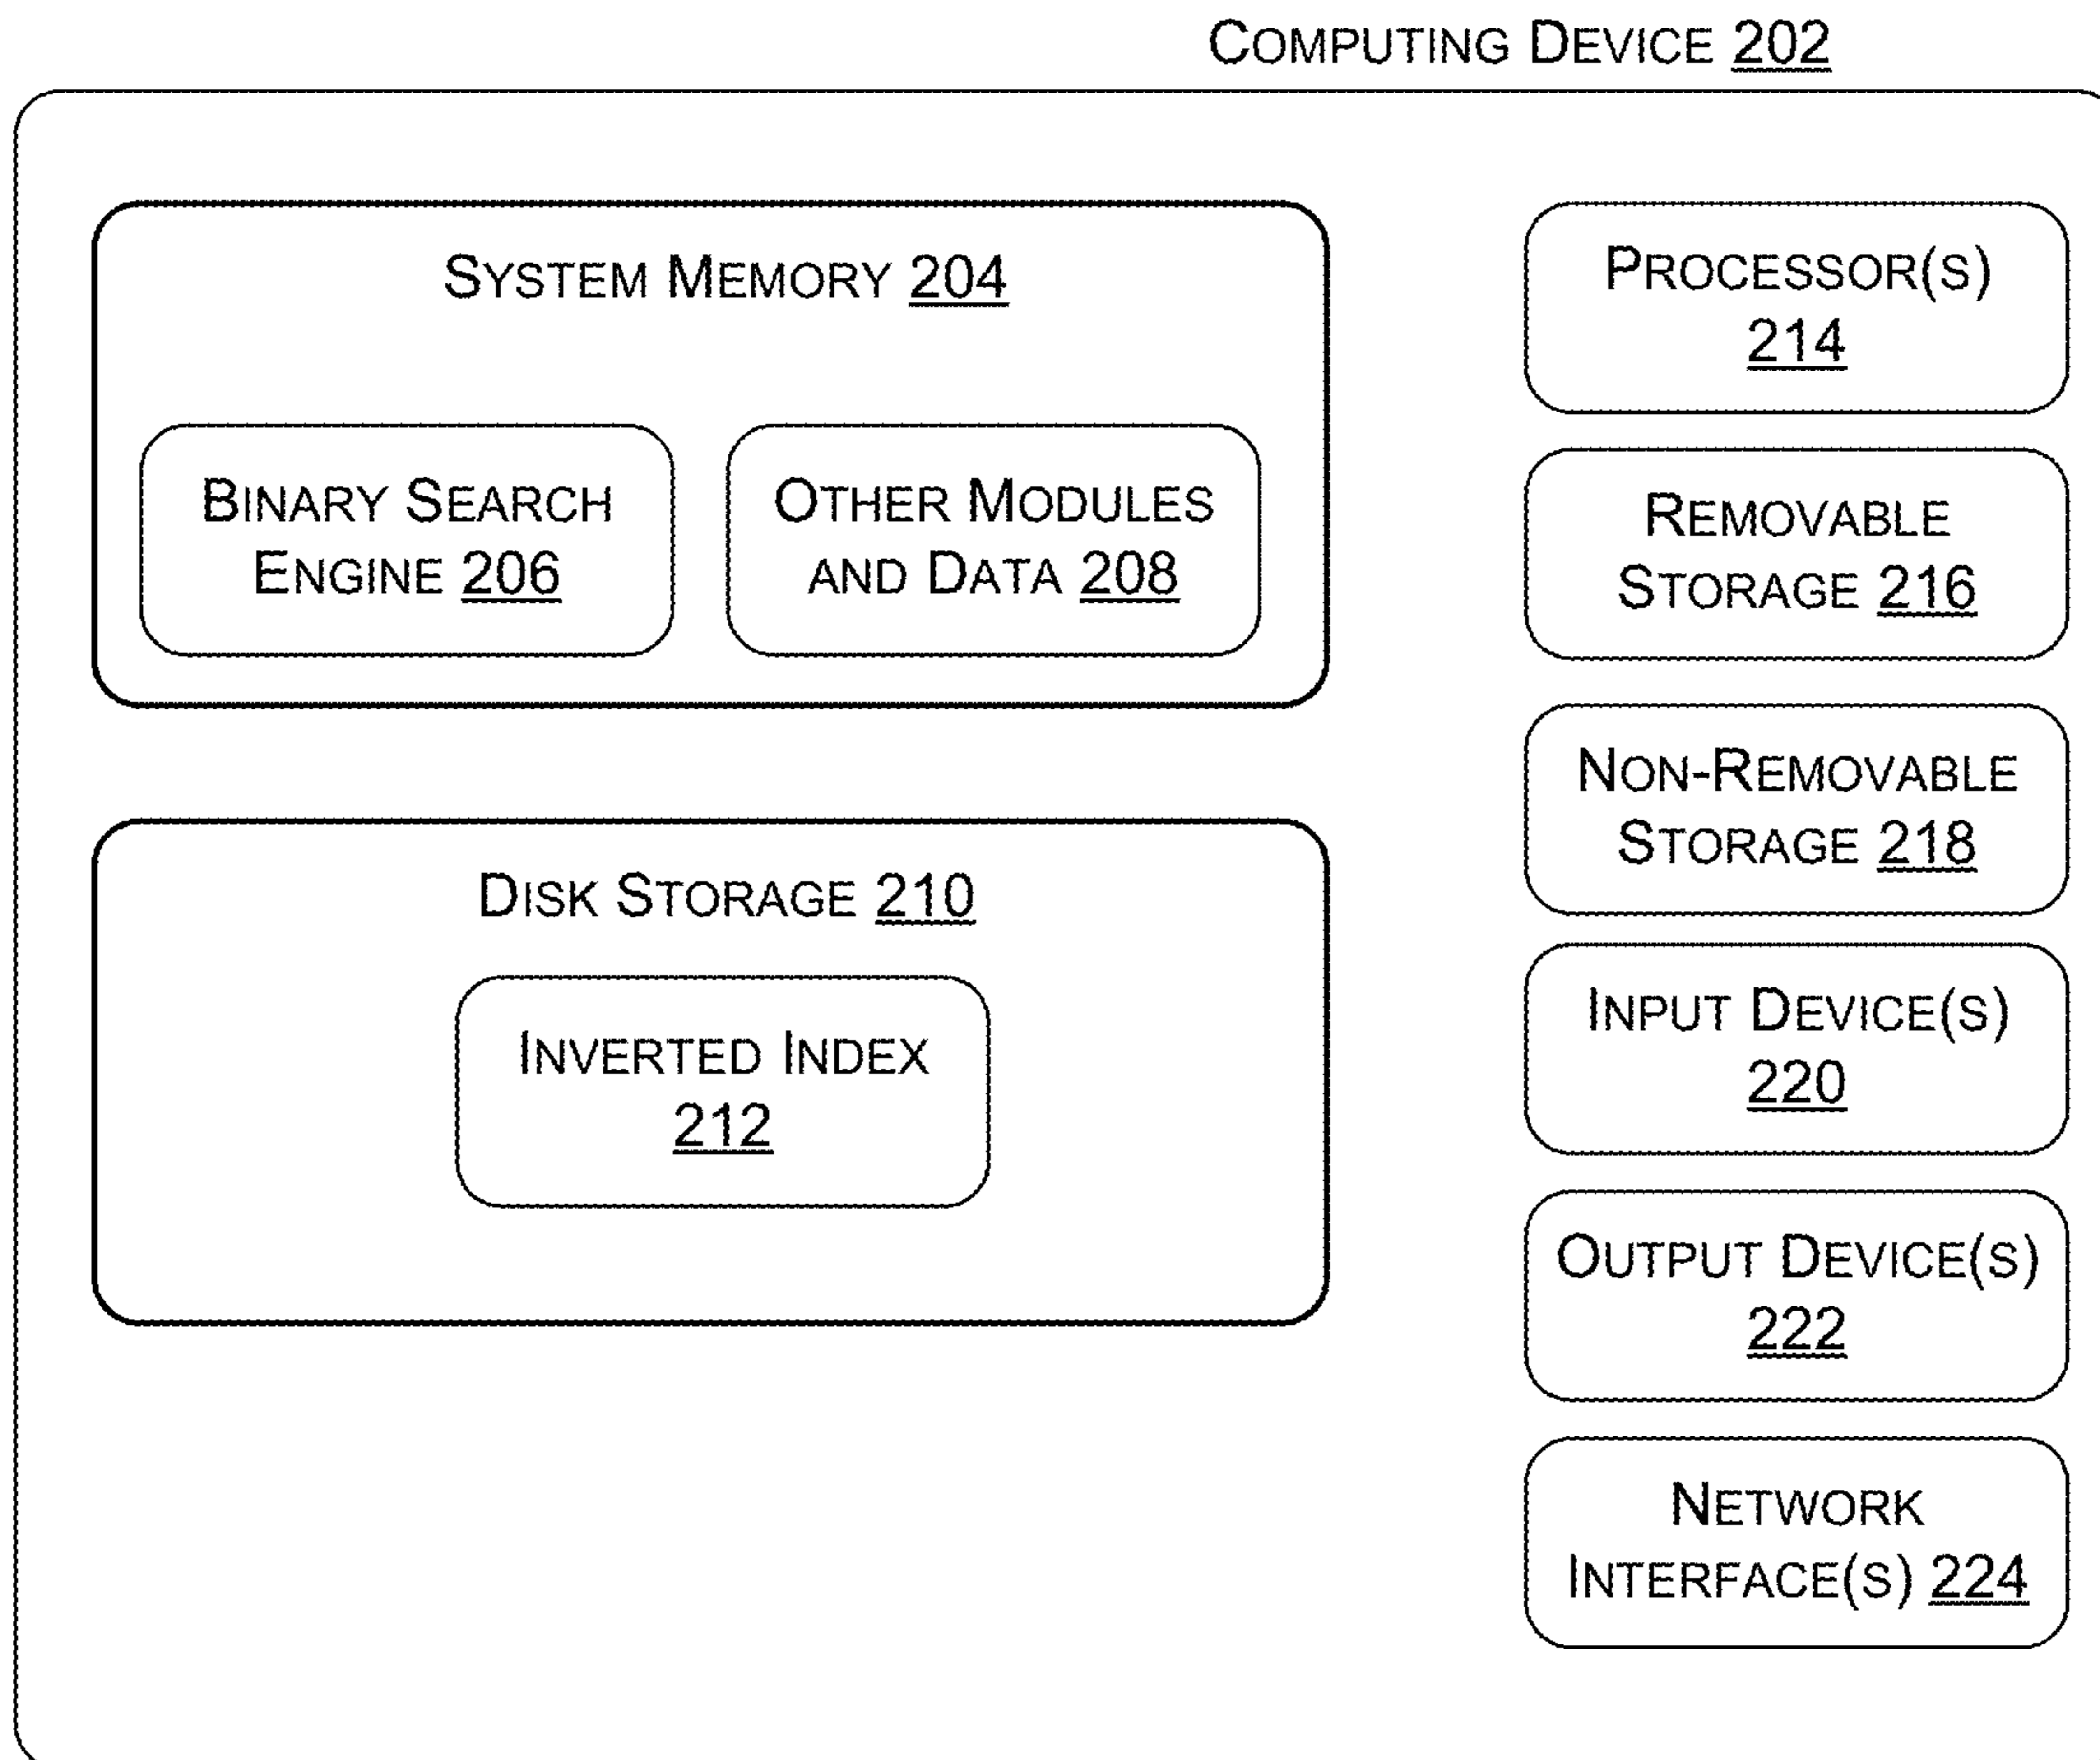 COMPUTING DEVICE 202
SYSTEM MEMORY 204
BINARY SEARCH
ENGINE 206
OTHER MODULES
AND DATA 208
DISK STORAGE 210
INVERTED INDEX
212
PROCESSOR(S)
214
REMOVABLE
STORAGE 216
NON-REMOVABLE
STORAGE 218
INPUT DEVICE(S)
220
OUTPUT DEVICE(S)
222
NETWORK
INTERFACE(S) 224